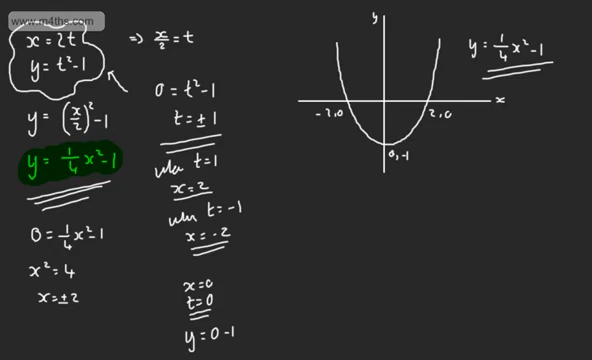 www.m4ths.com
x = 2t ⇒ x/2 = t
y = t² - 1
y = (x/2)² - 1
y = 1/4 x² - 1
0 = 1/4 x² - 1
x² = 4
x = ±2
0 = t² - 1
t = ±1
when t = 1
x = 2
when t = -1
x = -2
x = 0
t = 0
y = 0 - 1
y
x
-2,0
2,0
0,-1
y = 1/4 x² - 1